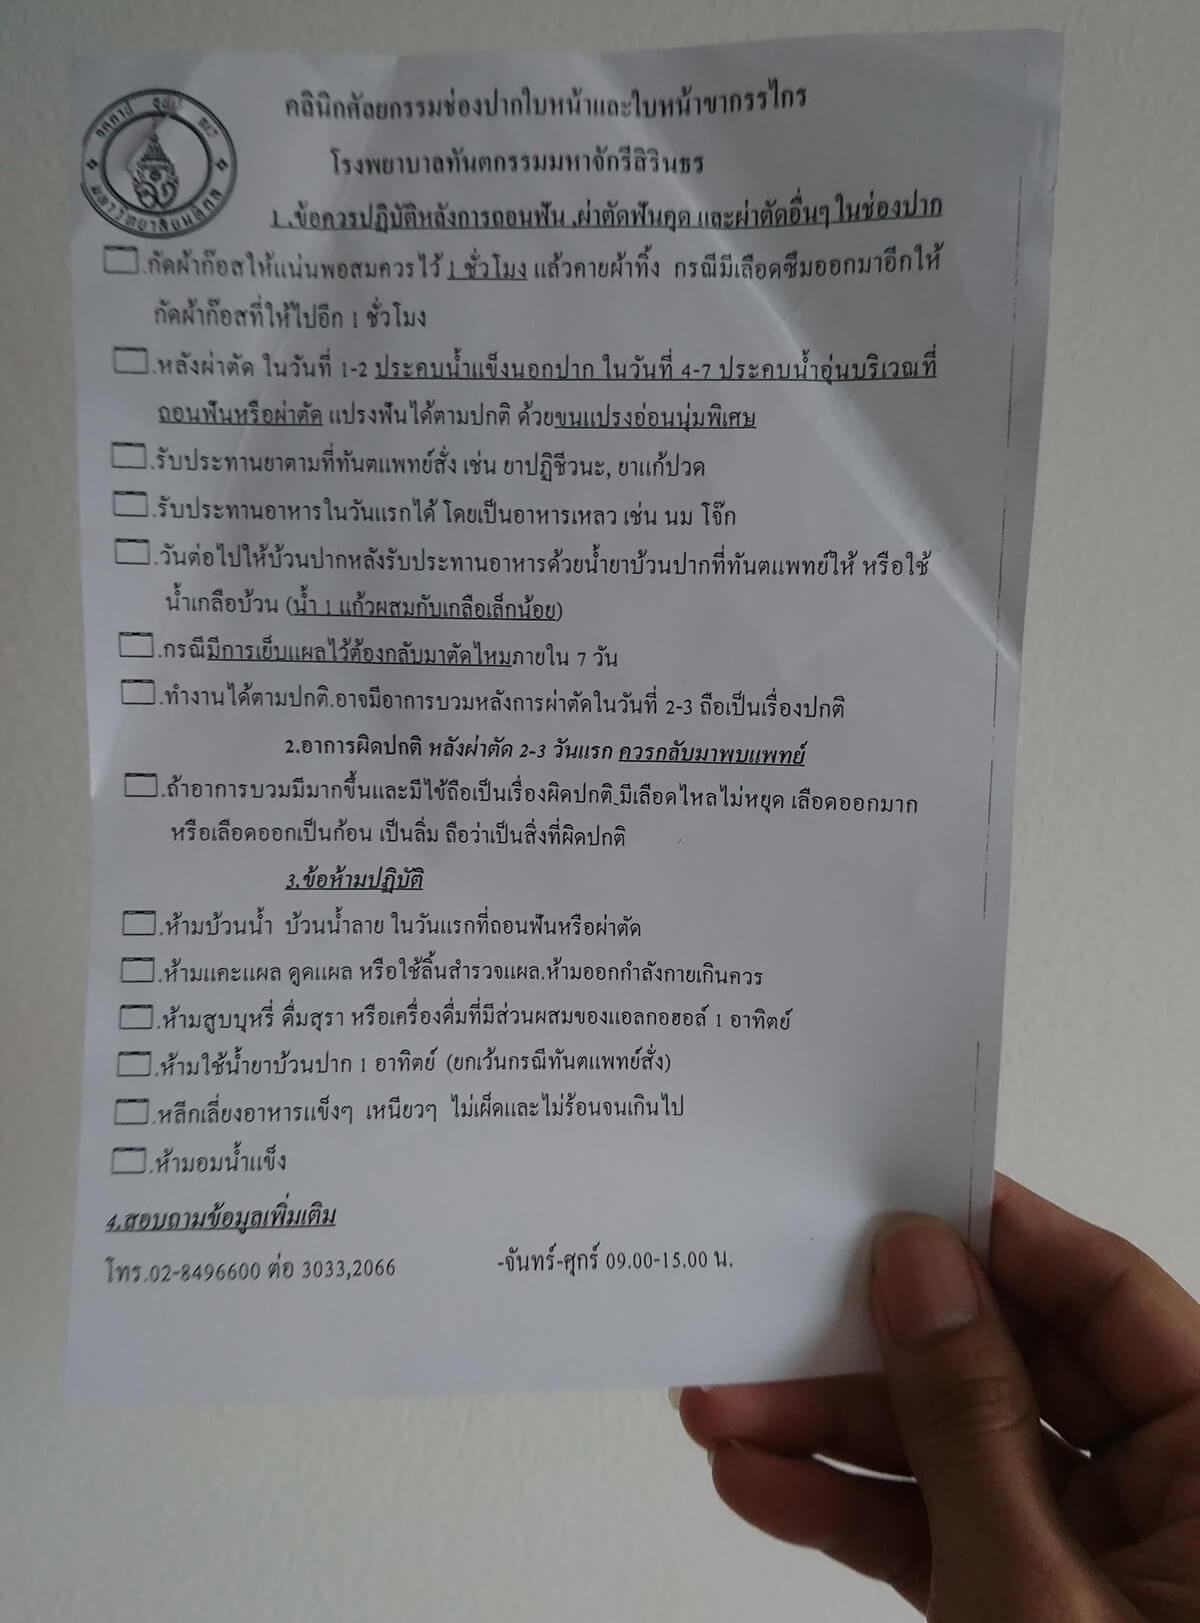 คลินิกศัลยกรรมช่องปากใบหน้าและใบหน้าขากรรไกร
โรงพยาบาลทันตกรรมมหาจักรีสิรินธร
มหาวิทยาลัยมหิดล
1.ข้อควรปฏิบัติหลังการถอนฟัน ,ผ่าตัดฟันคุด และผ่าตัดอื่นๆ ในช่องปาก
.กัดผ้าก๊อสให้แน่นพอสมควรไว้ 1 ชั่วโมง แล้วคายผ้าทิ้ง กรณีมีเลือดซึมออกมาอีกให้
กัดผ้าก๊อสที่ให้ไปอีก 1 ชั่วโมง
.หลังผ่าตัด ในวันที่ 1-2 ประคบน้ำแข็งนอกปาก ในวันที่ 4-7 ประคบน้ำอุ่นบริเวณที่
ถอนฟันหรือผ่าตัด แปรงฟันได้ตามปกติ ด้วยขนแปรงอ่อนนุ่มพิเศษ
.รับประทานยาตามที่ทันตแพทย์สั่ง เช่น ยาปฏิชีวนะ, ยาแก้ปวด
.รับประทานอาหารในวันแรกได้ โดยเป็นอาหารเหลว เช่น นม โจ๊ก
.วันต่อไปให้บ้วนปากหลังรับประทานอาหารด้วยน้ำยาบ้วนปากที่ทันตแพทย์ให้ หรือใช้
น้ำเกลือบ้วน (น้ำ 1 แก้วผสมกับเกลือเล็กน้อย)
.กรณีมีการเย็บแผลไว้ต้องกลับมาตัดไหมภายใน 7 วัน
.ทำงานได้ตามปกติ.อาจมีอาการบวมหลังการผ่าตัดในวันที่ 2-3 ถือเป็นเรื่องปกติ
2.อาการผิดปกติ หลังผ่าตัด 2-3 วันแรก ควรกลับมาพบแพทย์
.ถ้าอาการบวมมีมากขึ้นและมีไข้ถือเป็นเรื่องผิดปกติ มีเลือดไหลไม่หยุด เลือดออกมาก
หรือเลือดออกเป็นก้อน เป็นลิ่ม ถือว่าเป็นสิ่งที่ผิดปกติ
3.ข้อห้ามปฏิบัติ
.ห้ามบ้วนน้ำ บ้วนน้ำลาย ในวันแรกที่ถอนฟันหรือผ่าตัด
.ห้ามแคะแผล ดูดแผล หรือใช้ลิ้นสำรวจแผล.ห้ามออกกำลังกายเกินควร
.ห้ามสูบบุหรี่ ดื่มสุรา หรือเครื่องดื่มที่มีส่วนผสมของแอลกอฮอล์ 1 อาทิตย์
.ห้ามใช้น้ำยาบ้วนปาก 1 อาทิตย์ (ยกเว้นกรณีทันตแพทย์สั่ง)
.หลีกเลี่ยงอาหารแข็งๆ เหนียวๆ ไม่เผ็ดและไม่ร้อนจนเกินไป
.ห้ามอมน้ำแข็ง
4.สอบถามข้อมูลเพิ่มเติม
โทร.02-8496600 ต่อ 3033,2066 -จันทร์-ศุกร์ 09.00-15.00 น.